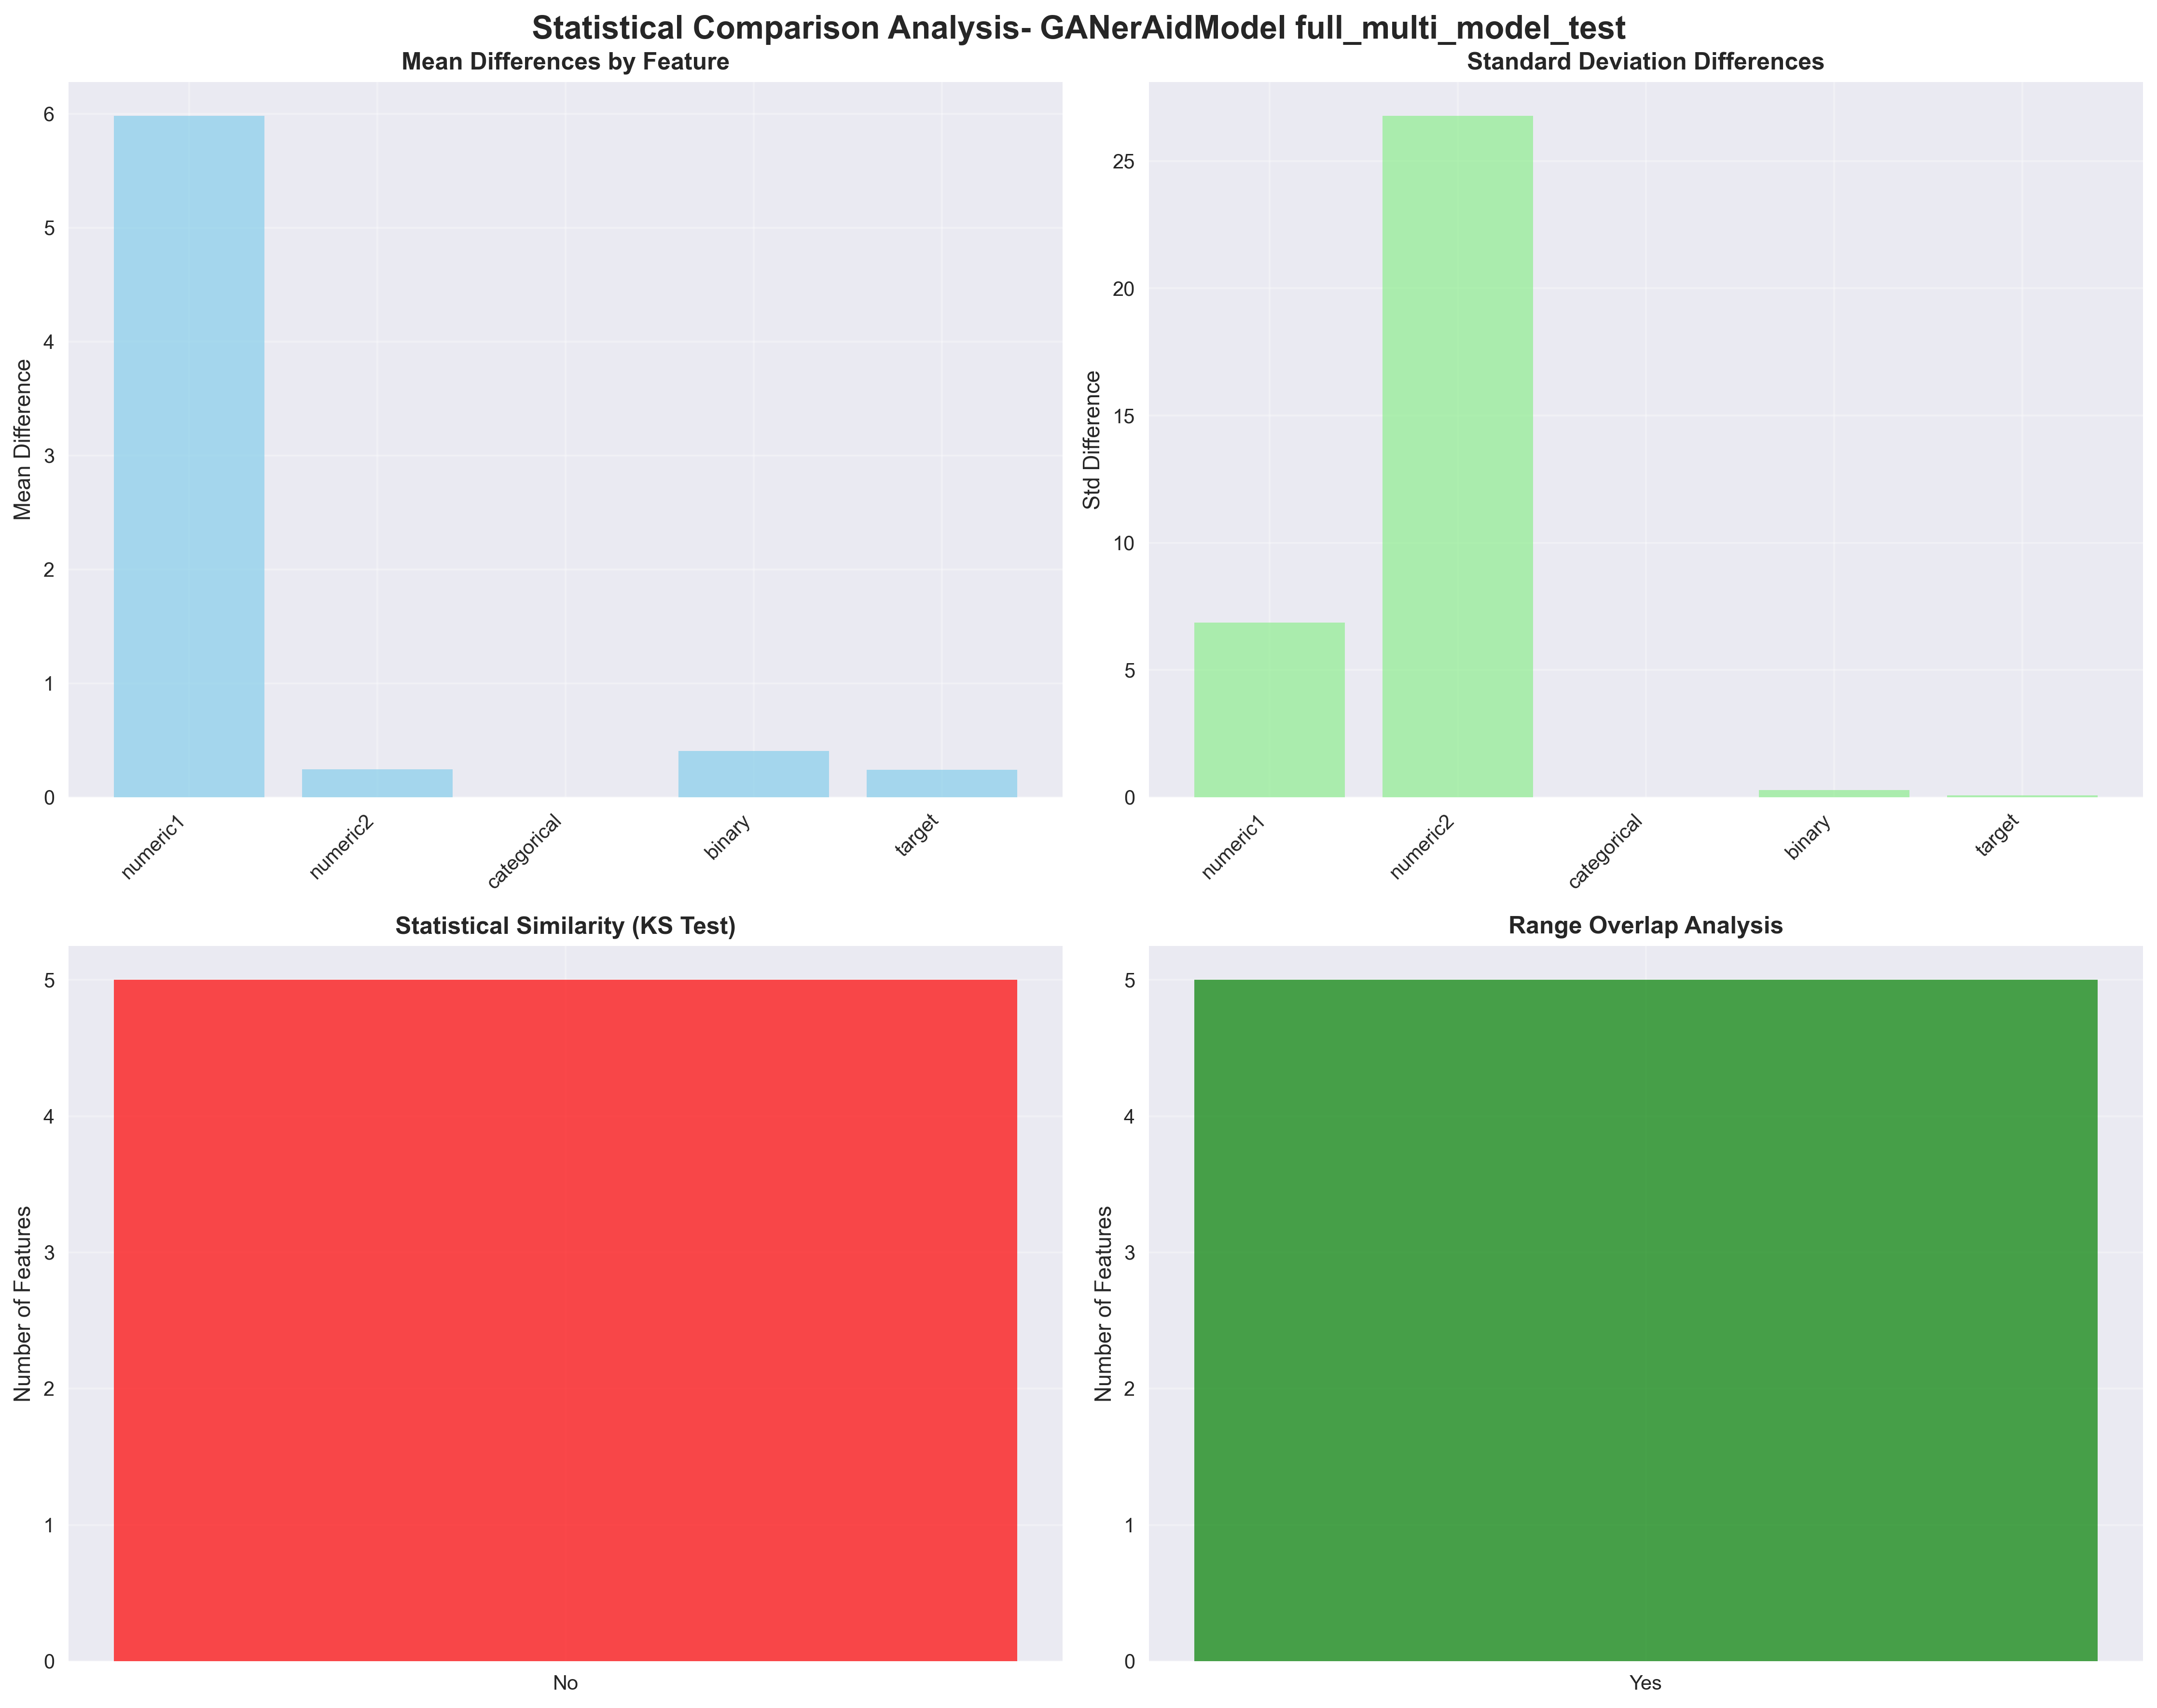 Statistical Comparison Analysis- GANerAidModel full_multi_model_test
Mean Differences by Feature
Mean Difference
6
5
4
3
2
1
0
numeric1
numeric2
categorical
binary
target
Standard Deviation Differences
Std Difference
25
20
15
10
5
0
numeric1
numeric2
categorical
binary
target
Statistical Similarity (KS Test)
Number of Features
5
4
3
2
1
0
No
Range Overlap Analysis
Number of Features
5
4
3
2
1
0
Yes